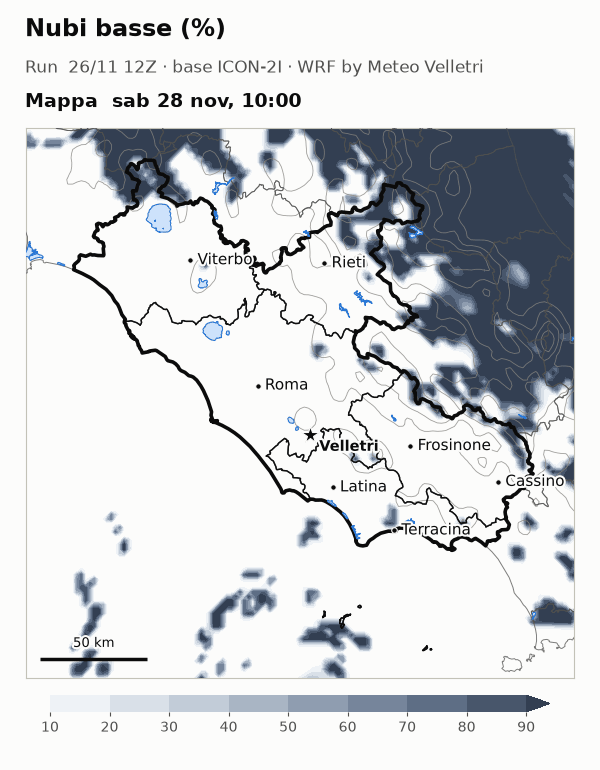 Nubi basse (%)
Run 26/11 12Z · base ICON-2I · WRF by Meteo Velletri
Mappa sab 28 nov, 10:00
Viterbo
Rieti
Roma
Velletri
Frosinone
Latina
Cassino
Terracina
50 km
10 20 30 40 50 60 70 80 90